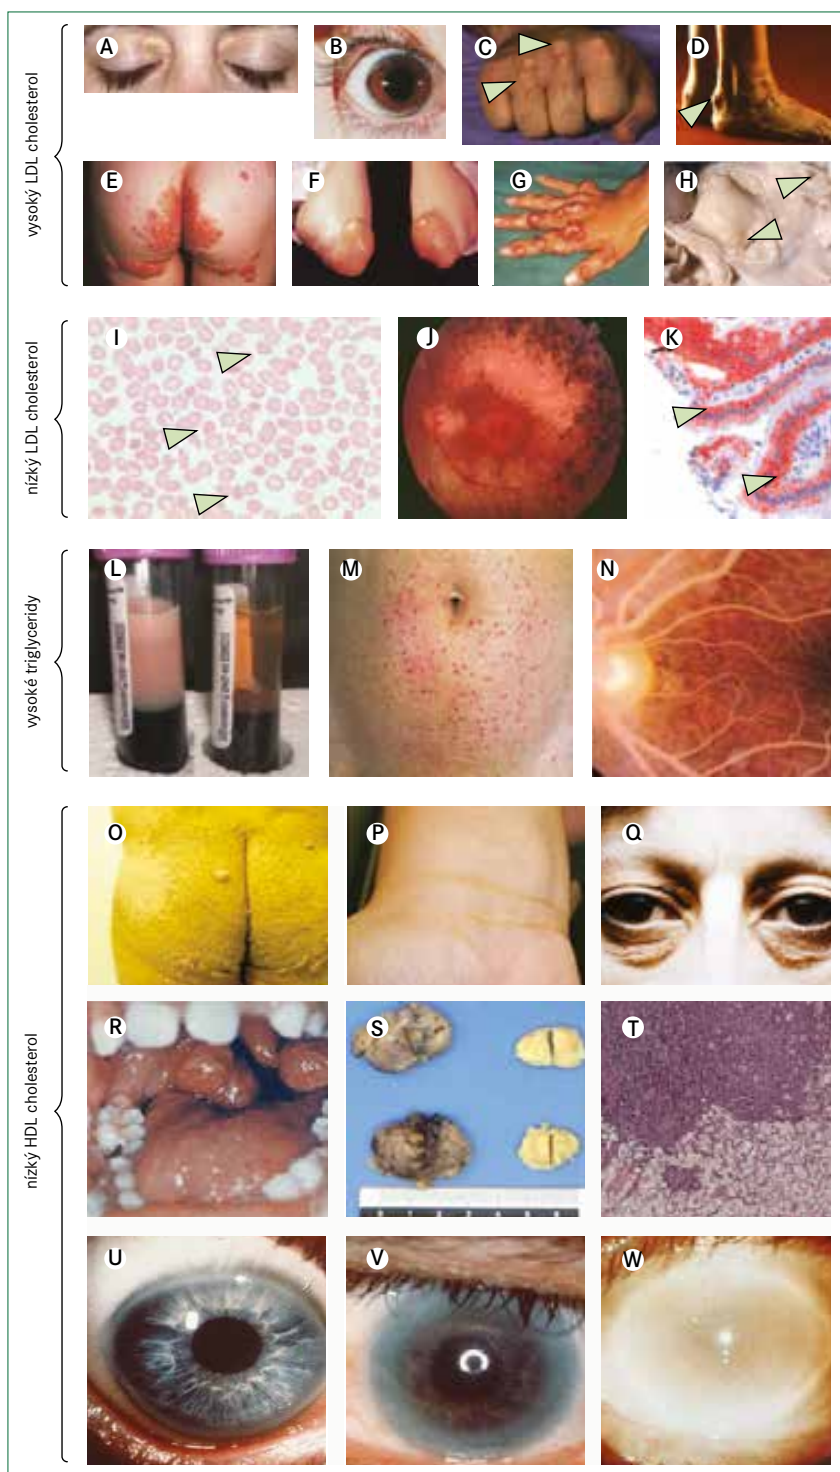 vysoký LDL cholesterol
A
B
C
D
E
F
G
H
nízký LDL cholesterol
I
J
K
vysoké triglyceridy
L
M
N
nízký HDL cholesterol
O
P
Q
R
S
T
U
V
W